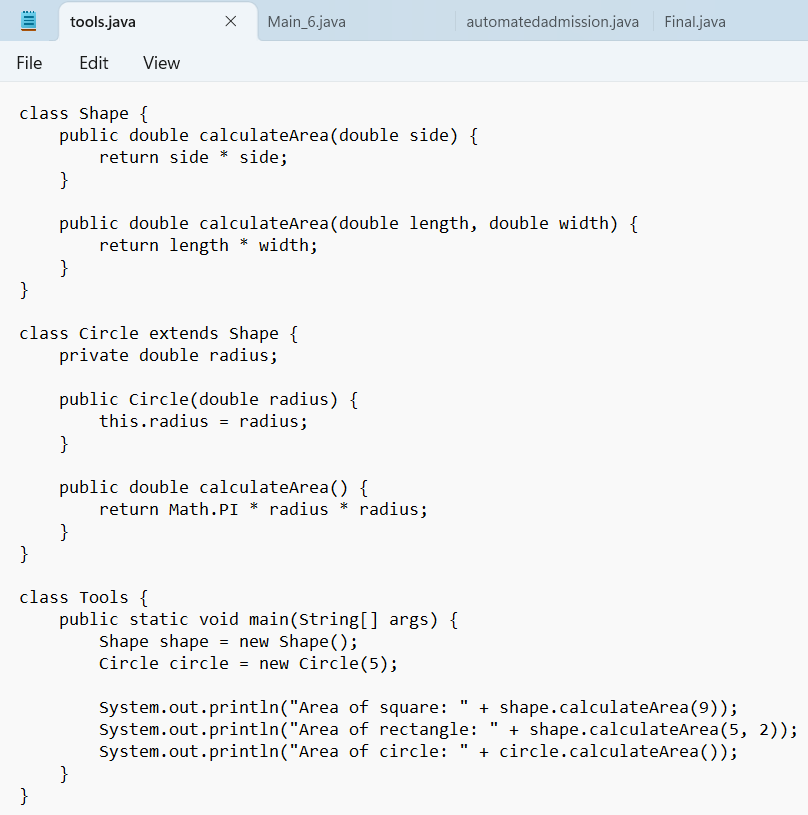 tools.java Main_6.java automatedadmission.java Final.java
File Edit View
class Shape {
    public double calculateArea(double side) {
        return side * side;
    }

    public double calculateArea(double length, double width) {
        return length * width;
    }
}

class Circle extends Shape {
    private double radius;

    public Circle(double radius) {
        this.radius = radius;
    }

    public double calculateArea() {
        return Math.PI * radius * radius;
    }
}

class Tools {
    public static void main(String[] args) {
        Shape shape = new Shape();
        Circle circle = new Circle(5);

        System.out.println("Area of square: " + shape.calculateArea(9));
        System.out.println("Area of rectangle: " + shape.calculateArea(5, 2));
        System.out.println("Area of circle: " + circle.calculateArea());
    }
}